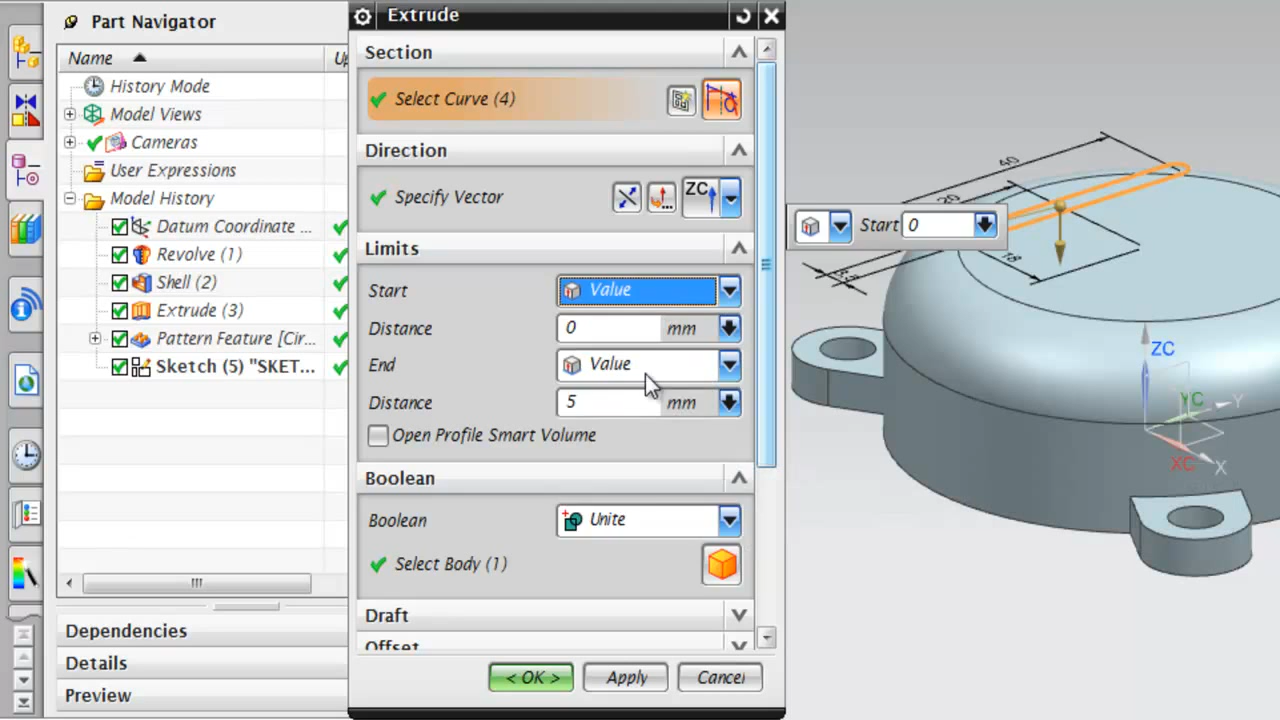 Part Navigator
Name
Up
History Mode
Model Views
Cameras
User Expressions
Model History
Datum Coordinate ...
Revolve (1)
Shell (2)
Extrude (3)
Pattern Feature [Cir...
Sketch (5) "SKET...
Dependencies
Details
Preview
Extrude
Section
Select Curve (4)
Direction
Specify Vector
ZC
Limits
Start
Value
Distance
0 mm
End
Value
Distance
5 mm
Open Profile Smart Volume
Boolean
Boolean
Unite
Select Body (1)
Draft
Offset
< OK >
Apply
Cancel
Start 0
40
20
18
ZC
YC
Y
XC
X